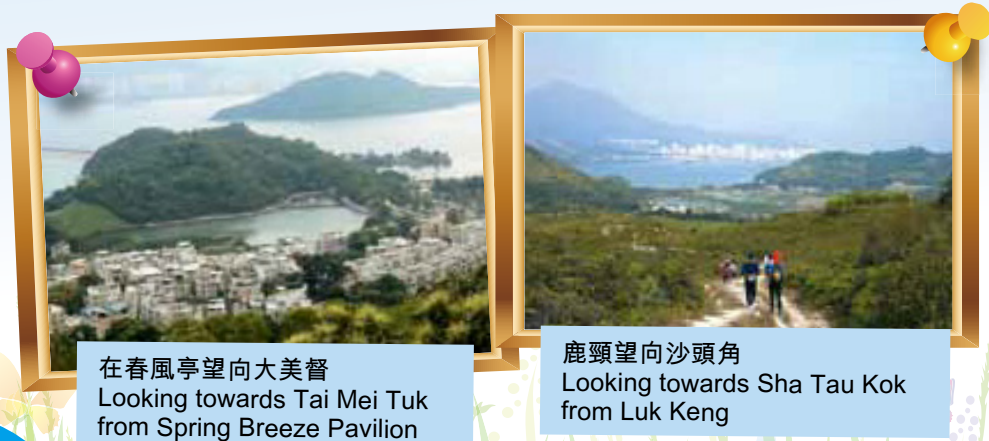 在春風亭望向大美督
Looking towards Tai Mei Tuk
from Spring Breeze Pavilion
鹿頸望向沙頭角
Looking towards Sha Tau Kok
from Luk Keng